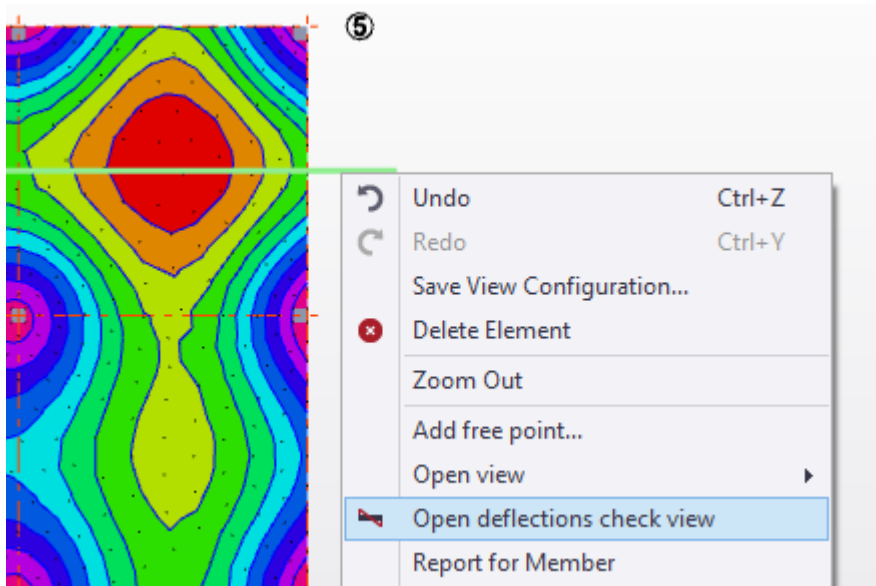 ⑤
Undo Ctrl+Z
Redo Ctrl+Y
Save View Configuration...
Delete Element
Zoom Out
Add free point...
Open view
Open deflections check view
Report for Member